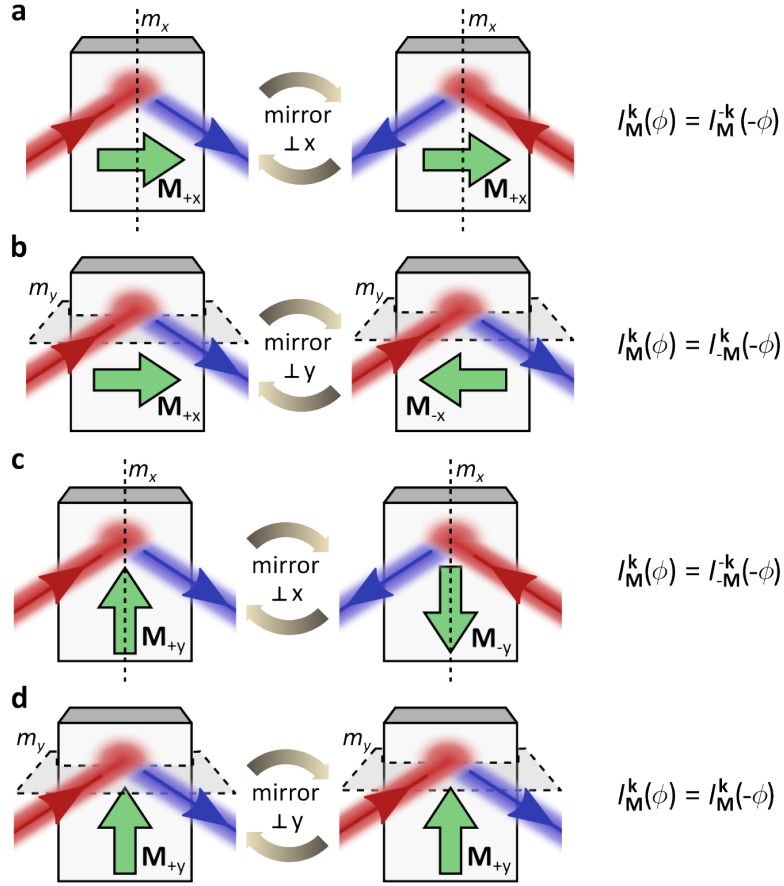 a
m_x
m_x
mirror
⊥ x
M_{+x}
M_{+x}
I_M^k(ϕ) = I_M^{-k}(-ϕ)
b
m_y
m_y
mirror
⊥ y
M_{+x}
M_{-x}
I_M^k(ϕ) = I_{-M}^k(-ϕ)
c
m_x
m_x
mirror
⊥ x
M_{+y}
M_{-y}
I_M^k(ϕ) = I_{-M}^{-k}(-ϕ)
d
m_y
m_y
mirror
⊥ y
M_{+y}
M_{+y}
I_M^k(ϕ) = I_M^k(-ϕ)